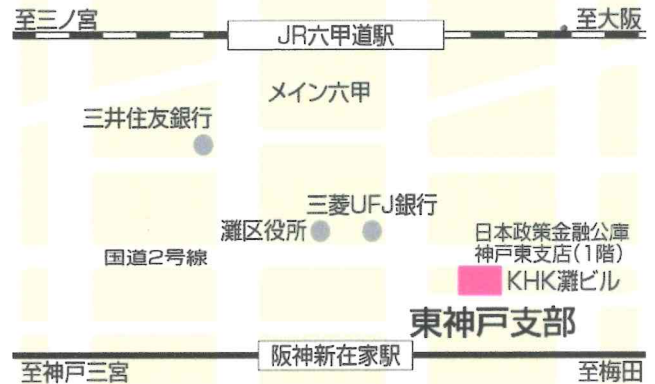 至三ノ宮
JR六甲道駅
至大阪
メイン六甲
三井住友銀行
三菱UFJ銀行
灘区役所
日本政策金融公庫
神戸東支店(1階)
国道2号線
KHK灘ビル
東神戸支部
阪神新在家駅
至神戸三宮
至梅田